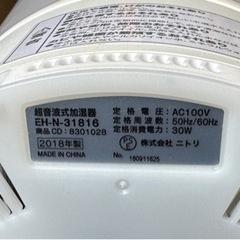 超音波式加湿器
EH-N-31816
商品CD:8301028
2018年製
MADE IN CHINA
定格電圧:AC100V
定格周波数:50Hz/60Hz
定格消費電力:30W
株式会社ニトリ
No. 180911625